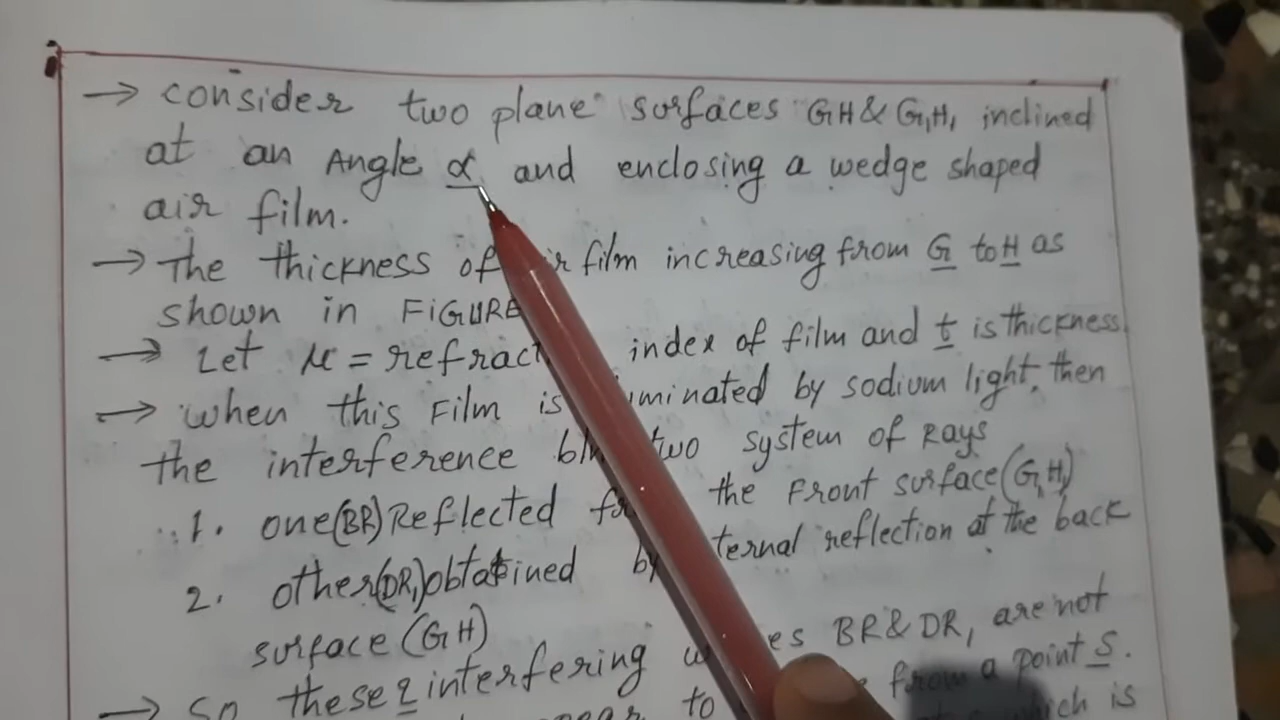 → Consider two plane surfaces GH & G₁H₁ inclined
at an Angle α and enclosing a wedge shaped
air film.
→ The thickness of film increasing from G to H as
shown in FIGURE
→ Let μ = refract index of film and t is thickness
→ when this Film is by sodium light, then
the interference b/w two system of Rays
1. one(BR) Reflected the Front surface (G₁H₁)
2. other(DR₁) obtained by reflection at the back
surface (GH)
→ So these 2 interfering BR & DR₁ are not
from a point S.
to which is